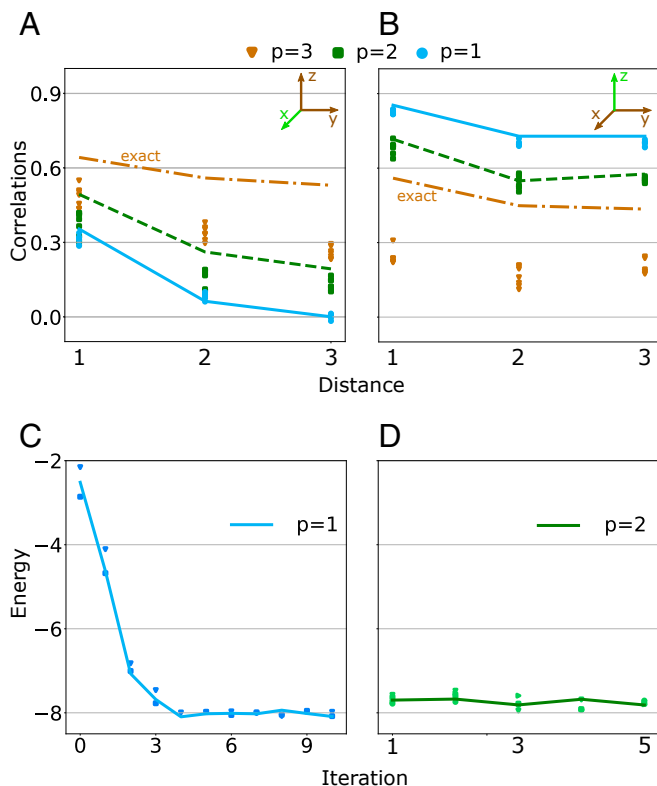 A
B
p=3 p=2 p=1
0.9
0.6
0.3
0.0
Correlations
exact
z
x
y
1 2 3
z
x
y
exact
1 2 3
Distance
C
D
−2
−4
−6
−8
Energy
p=1
0 3 6 9
p=2
1 3 5
Iteration